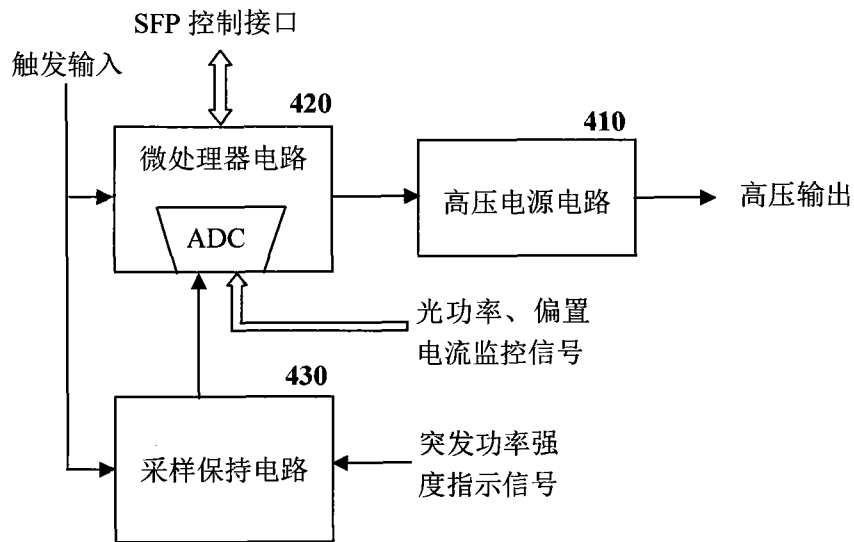 SFP 控制接口
触发输入
420
410
微处理器电路
ADC
高压电源电路
高压输出
光功率、偏置
电流监控信号
430
采样保持电路
突发功率强
度指示信号